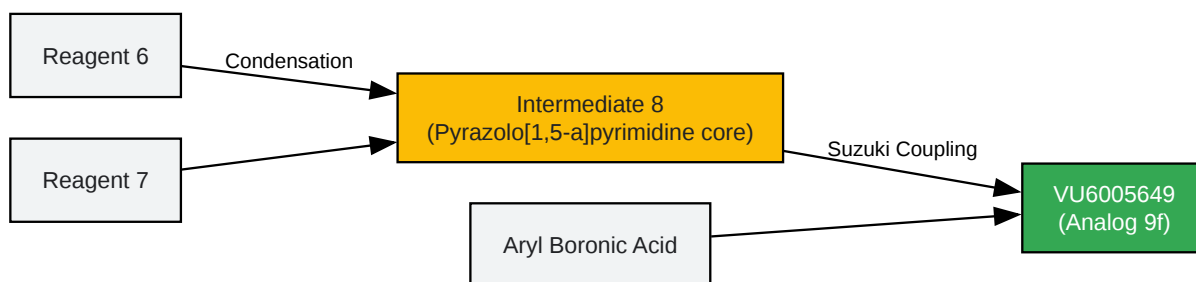 Reagent 6
Condensation
Intermediate 8
(Pyrazolo[1,5-a]pyrimidine core)
Reagent 7
Suzuki Coupling
VU6005649
(Analog 9f)
Aryl Boronic Acid